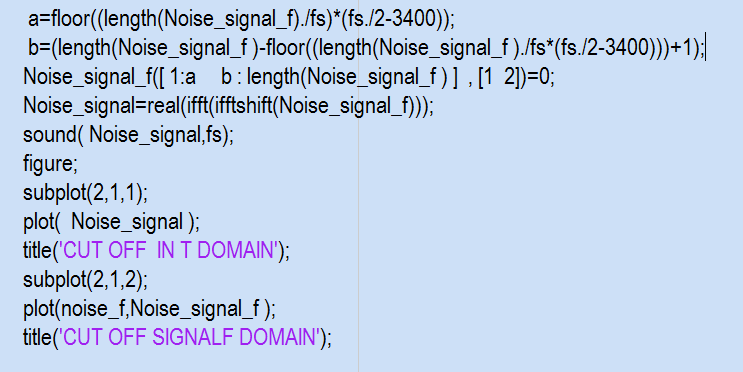 a=floor((length(Noise_signal_f)./fs)*(fs./2-3400));
b=(length(Noise_signal_f )-floor((length(Noise_signal_f )./fs*(fs./2-3400)))+1);
Noise_signal_f([ 1:a b : length(Noise_signal_f ) ] , [1 2])=0;
Noise_signal=real(ifft(ifftshift(Noise_signal_f)));
sound( Noise_signal,fs);
figure;
subplot(2,1,1);
plot( Noise_signal );
title('CUT OFF IN T DOMAIN');
subplot(2,1,2);
plot(noise_f,Noise_signal_f );
title('CUT OFF SIGNALF DOMAIN');